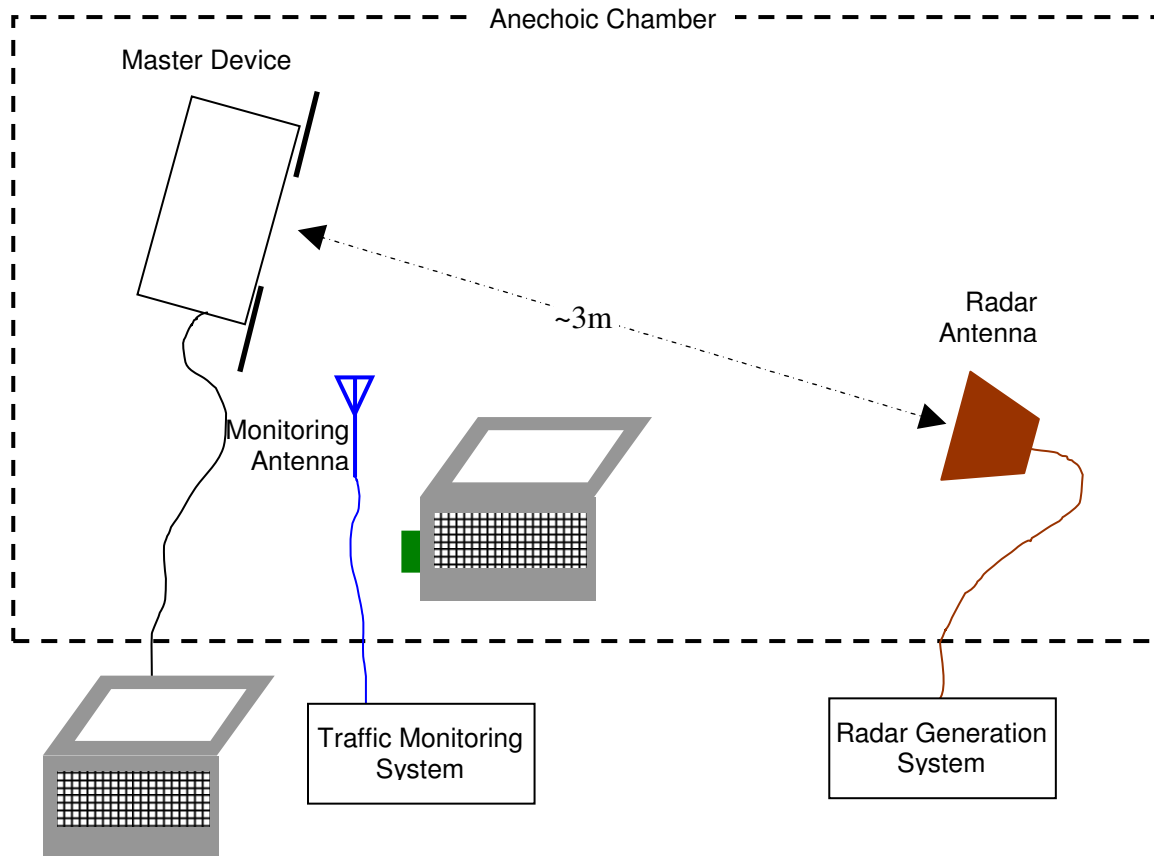 Anechoic Chamber
Master Device
~3m
Radar
Antenna
Monitoring
Antenna
Traffic Monitoring
System
Radar Generation
System